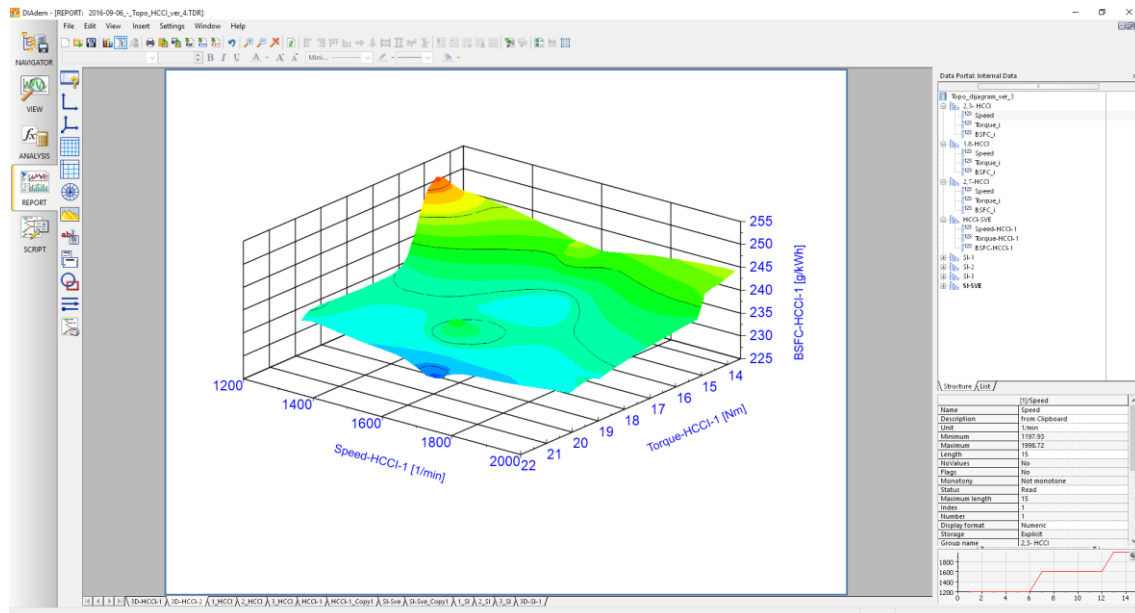 DIAdem - [REPORT: 2016-09-06_-_Topo_HCCI_ver_4.TDR]
File Edit View Insert Settings Window Help
NAVIGATOR
VIEW
ANALYSIS
REPORT
SCRIPT
B I U A
255
250
245
240
235
230
225
BSFC-HCCI-1 [g/kWh]
1200
1400
1600
1800
2000
Speed-HCCI-1 [1/min]
22
21
20
19
18
17
16
15
14
Torque-HCCI-1 [Nm]
Data Portal: Internal Data
Topo_dijagram_ver_3
2,3- HCCI
Speed
Torque_i
BSFC_i
1,8-HCCI
Speed
Torque_i
BSFC_i
2,7-HCCI
Speed
Torque_i
BSFC_i
HCCI-SVE
Speed-HCCI-1
Torque-HCCI-1
BSFC-HCCI-1
SI-1
SI-2
SI-3
SI-SVE
Structure List
[1]/Speed
Name Speed
Description from Clipboard
Unit 1/min
Minimum 1197.93
Maximum 1998.72
Length 15
NoValues No
Flags No
Monotony Not monotone
Status Read
Maximum length 15
Index 1
Number 1
Display format Numeric
Storage Explicit
Group name 2,3- HCCI
1800
1600
1400
1200
0 2 4 6 8 10 12 14
3D-HCCI-1 3D-HCCI-2 1_HCCI 2_HCCI 3_HCCI HCCI-1 HCCI-1_Copy1 SI-Sve SI-Sve_Copy1 1_SI 2_SI 3_SI 3D-SI-1